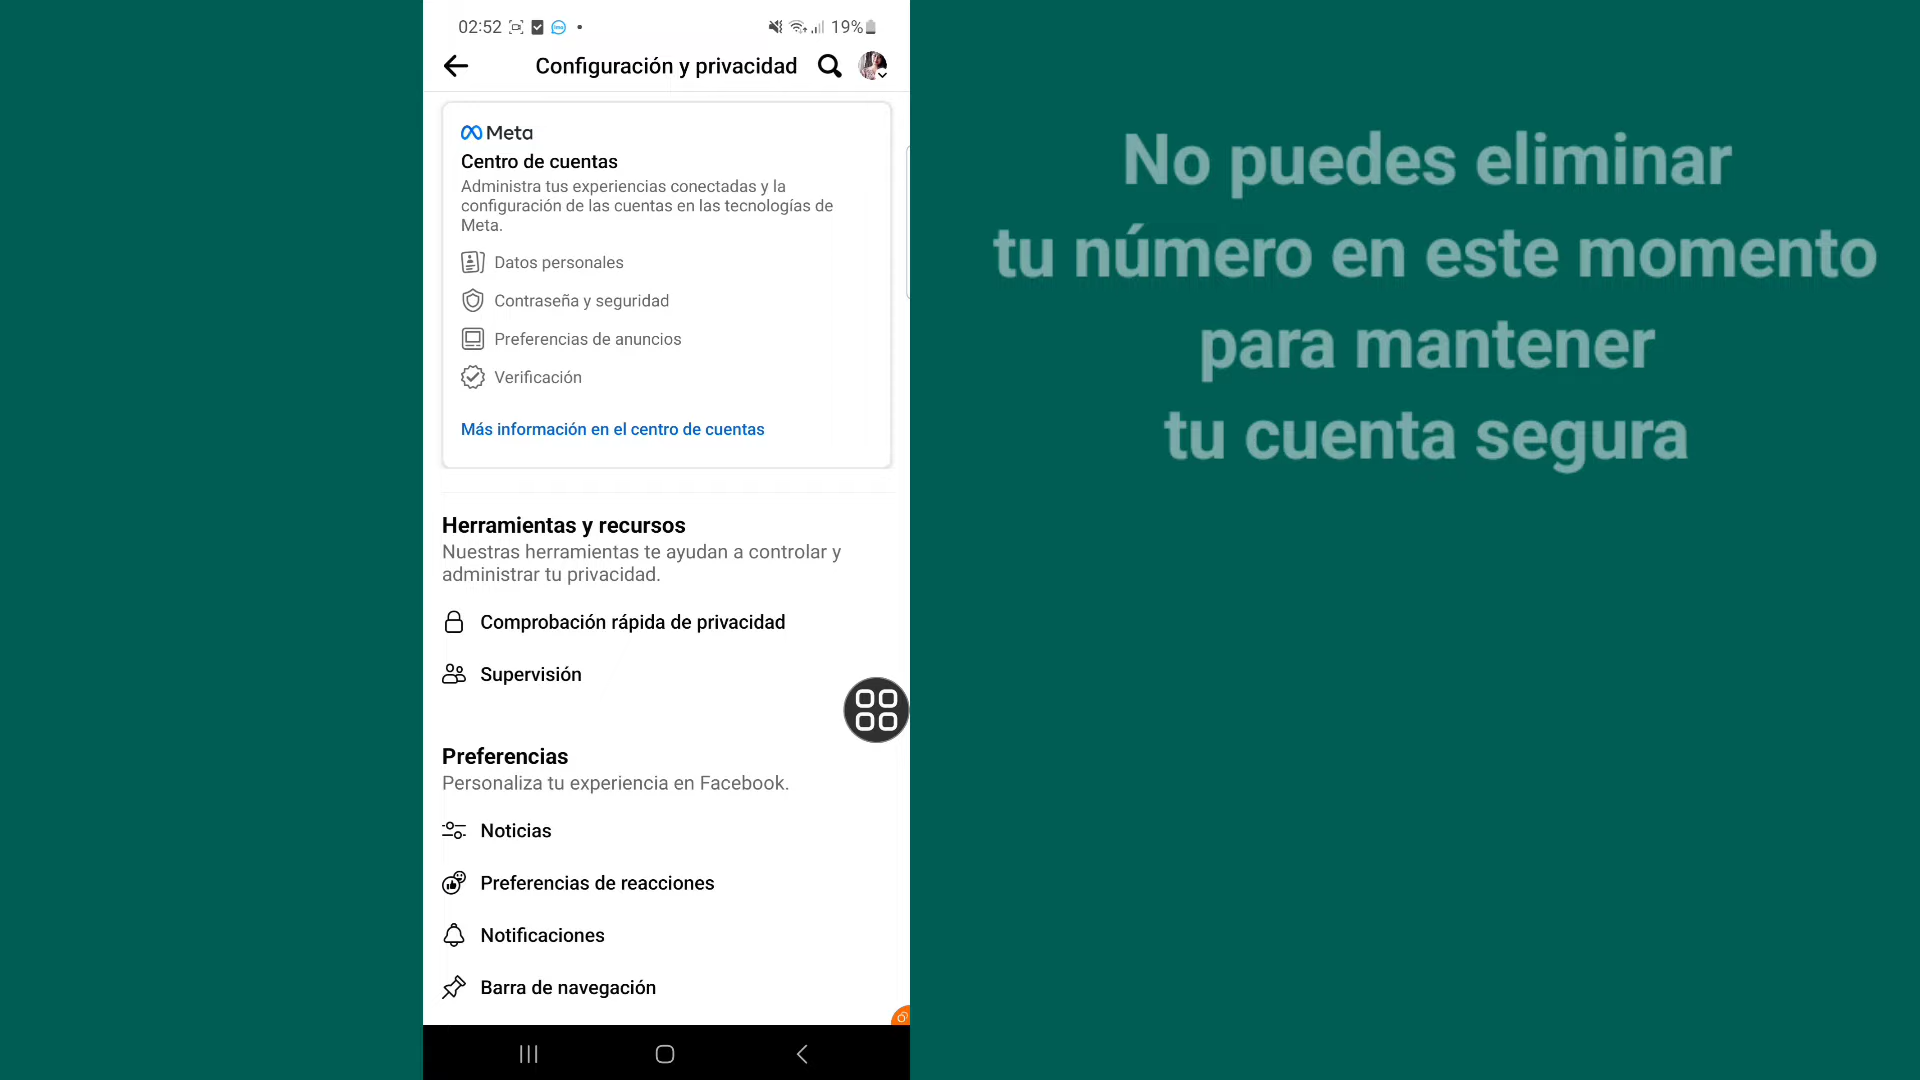 02:52
19%
Configuración y privacidad
Meta
Centro de cuentas
Administra tus experiencias conectadas y la
configuración de las cuentas en las tecnologías de
Meta.
Datos personales
Contraseña y seguridad
Preferencias de anuncios
Verificación
Más información en el centro de cuentas
Herramientas y recursos
Nuestras herramientas te ayudan a controlar y
administrar tu privacidad.
Comprobación rápida de privacidad
Supervisión
Preferencias
Personaliza tu experiencia en Facebook.
Noticias
Preferencias de reacciones
Notificaciones
Barra de navegación
No puedes eliminar
tu número en este momento
para mantener
tu cuenta segura